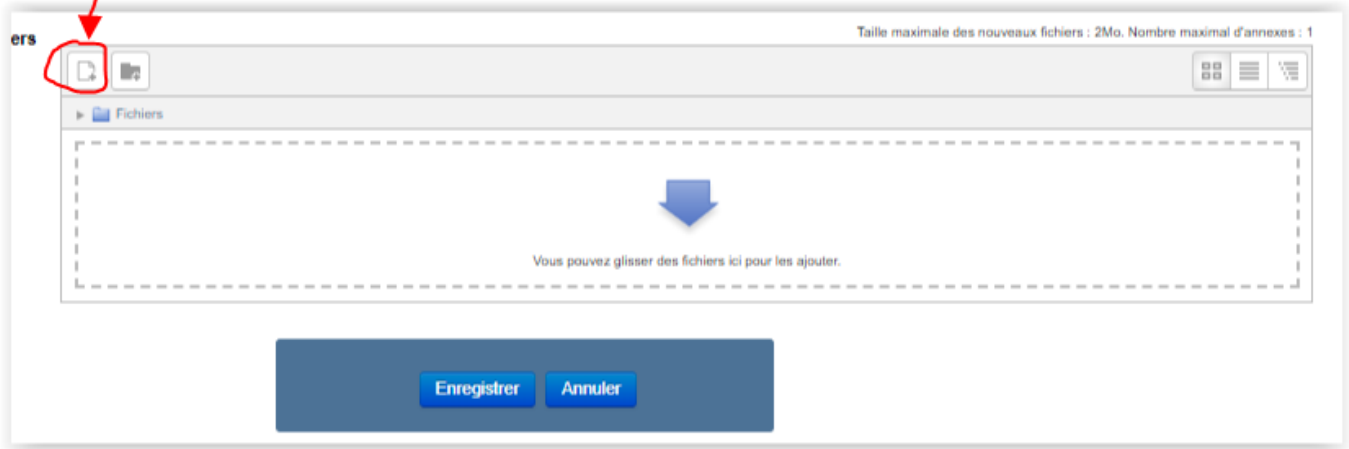 Taille maximale des nouveaux fichiers : 2Mo. Nombre maximal d'annexes : 1
ers
Fichiers
Vous pouvez glisser des fichiers ici pour les ajouter.
Enregistrer Annuler